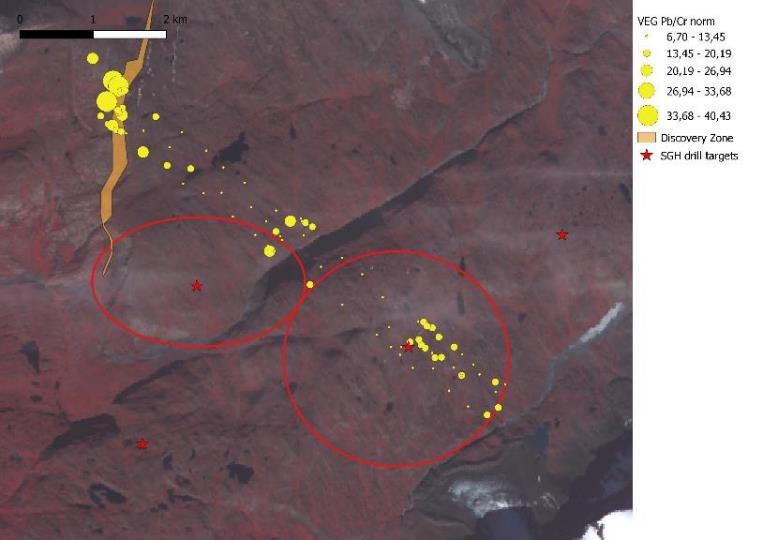 0 1 2 km
VEG Pb/Cr norm
6,70 - 13,45
13,45 - 20,19
20,19 - 26,94
26,94 - 33,68
33,68 - 40,43
Discovery Zone
SGH drill targets